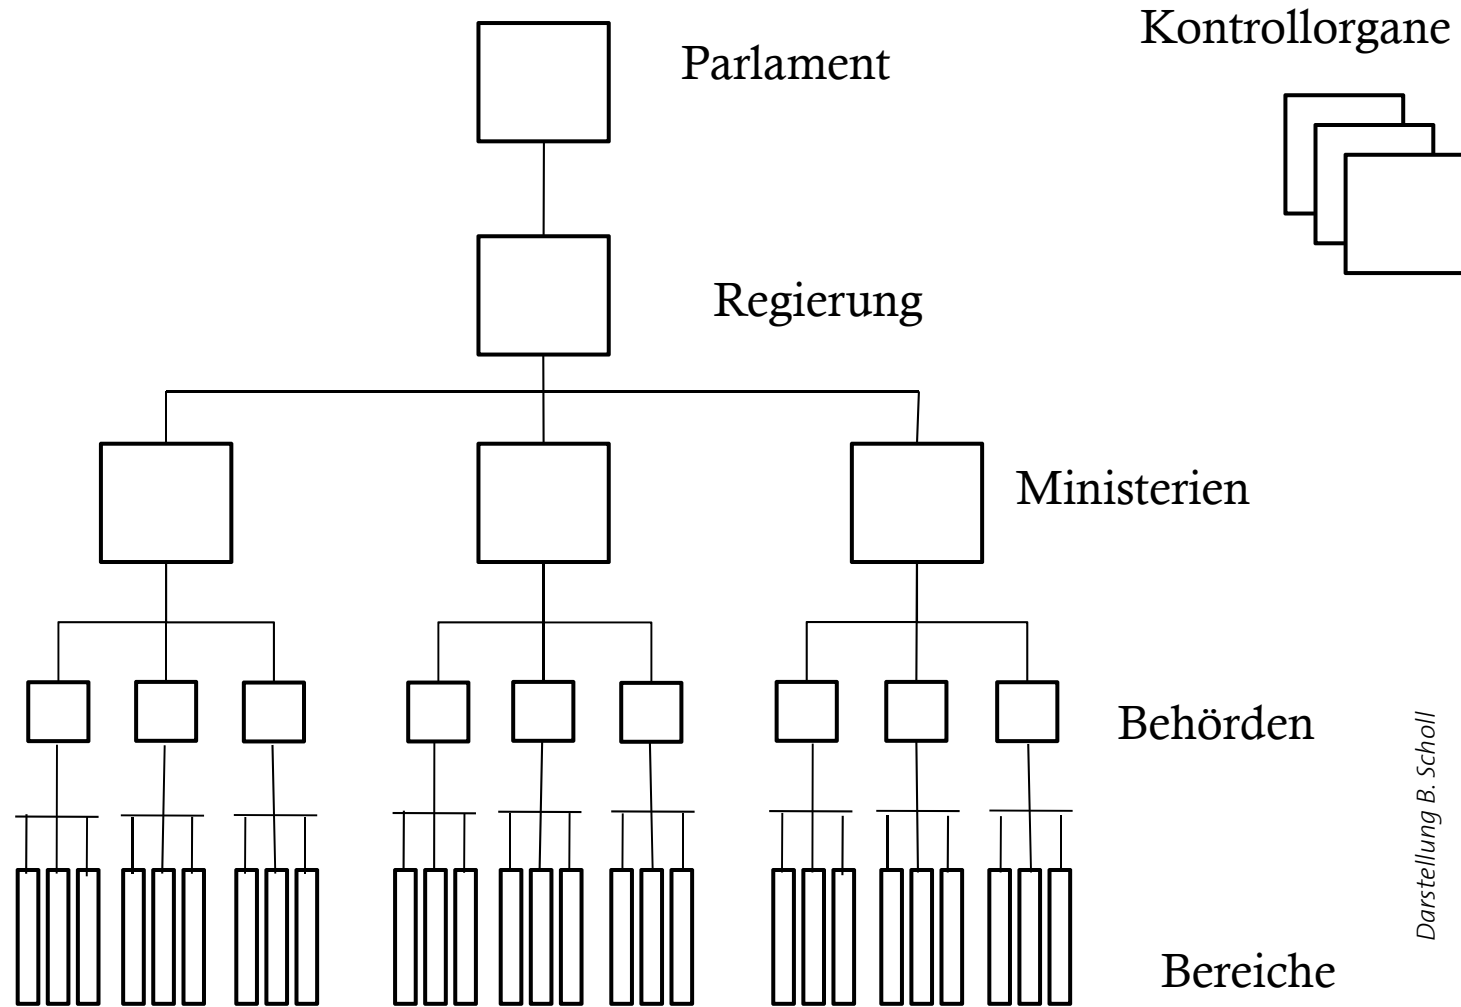 Kontrollorgane
Parlament
Regierung
Ministerien
Behörden
Bereiche
Darstellung B. Scholl